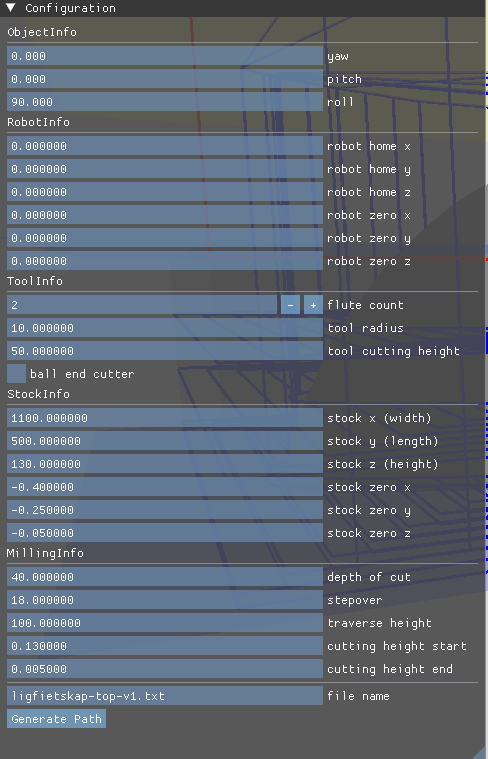 Configuration
ObjectInfo
0.000 yaw
0.000 pitch
90.000 roll
RobotInfo
0.000000 robot home x
0.000000 robot home y
0.000000 robot home z
0.000000 robot zero x
0.000000 robot zero y
0.000000 robot zero z
ToolInfo
2 - + flute count
10.000000 tool radius
50.000000 tool cutting height
ball end cutter
StockInfo
1100.000000 stock x (width)
500.000000 stock y (length)
130.000000 stock z (height)
-0.400000 stock zero x
-0.250000 stock zero y
-0.050000 stock zero z
MillingInfo
40.000000 depth of cut
18.000000 stepover
100.000000 traverse height
0.130000 cutting height start
0.005000 cutting height end
ligfietskap-top-v1.txt file name
Generate Path